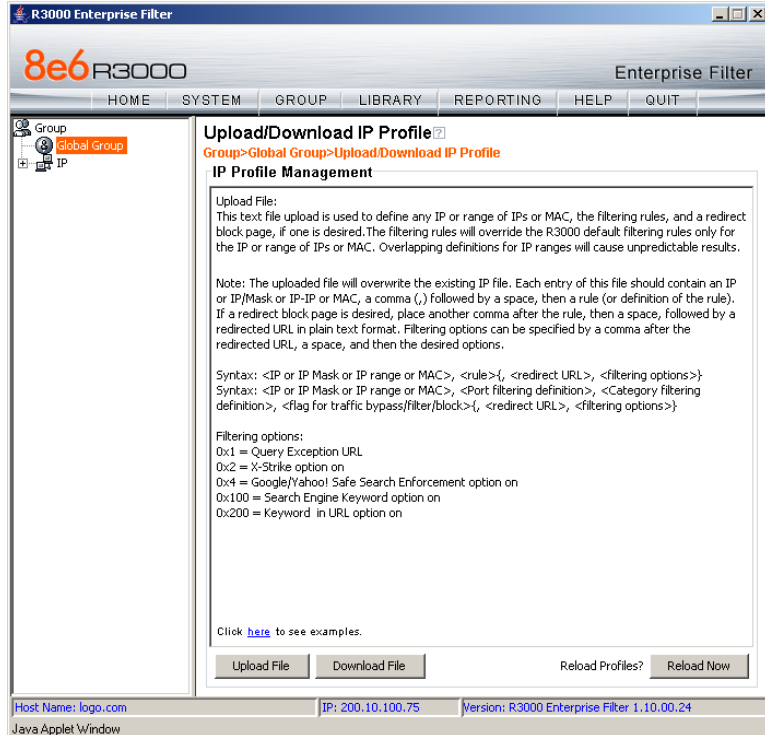 R3000 Enterprise Filter
8e6 R3000
Enterprise Filter
HOME SYSTEM GROUP LIBRARY REPORTING HELP QUIT
Group
Global Group
IP
Upload/Download IP Profile
Group>Global Group>Upload/Download IP Profile
IP Profile Management
Upload File:
This text file upload is used to define any IP or range of IPs or MAC, the filtering rules, and a redirect
block page, if one is desired.The filtering rules will override the R3000 default filtering rules only for
the IP or range of IPs or MAC. Overlapping definitions for IP ranges will cause unpredictable results.
Note: The uploaded file will overwrite the existing IP file. Each entry of this file should contain an IP
or IP/Mask or IP-IP or MAC, a comma (,) followed by a space, then a rule (or definition of the rule).
If a redirect block page is desired, place another comma after the rule, then a space, followed by a
redirected URL in plain text format. Filtering options can be specified by a comma after the
redirected URL, a space, and then the desired options.
Syntax: <IP or IP Mask or IP range or MAC>, <rule>{, <redirect URL>, <filtering options>}
Syntax: <IP or IP Mask or IP range or MAC>, <Port filtering definition>, <Category filtering
definition>, <flag for traffic bypass/filter/block>{, <redirect URL>, <filtering options>}
Filtering options:
0x1 = Query Exception URL
0x2 = X-Strike option on
0x4 = Google/Yahoo! Safe Search Enforcement option on
0x100 = Search Engine Keyword option on
0x200 = Keyword in URL option on
Click here to see examples.
Upload File Download File Reload Profiles? Reload Now
Host Name: logo.com IP: 200.10.100.75 Version: R3000 Enterprise Filter 1.10.00.24
Java Applet Window